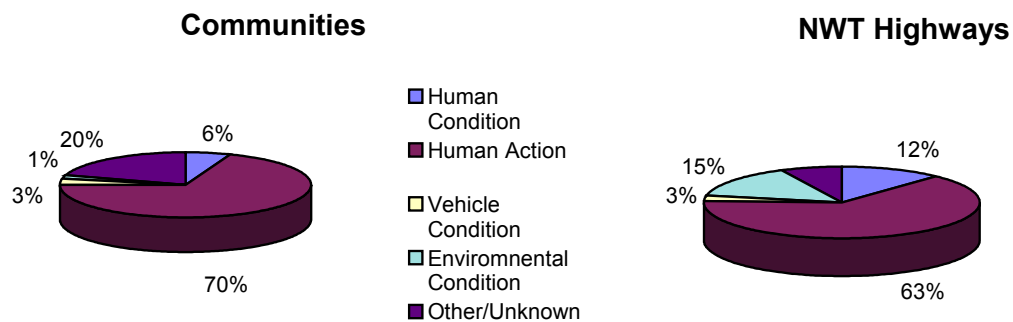 Communities
20%
6%
1%
3%
70%
Human
Condition
Human Action
Vehicle
Condition
Enviromnental
Condition
Other/Unknown
NWT Highways
12%
15%
3%
63%